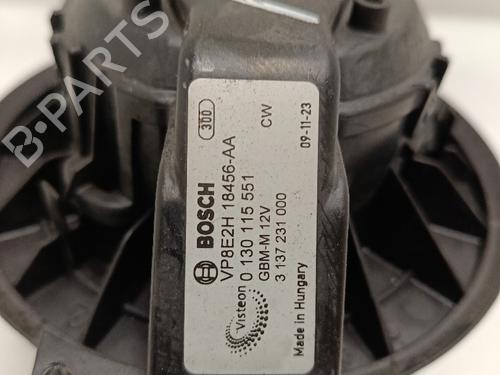 B-PARTS
300
CW
09-11-23
BOSCH
VP8E2H 18456-AA
0 130 115 551
GBM-M 12V
3 137 231 000
Visteon
Made in Hungary